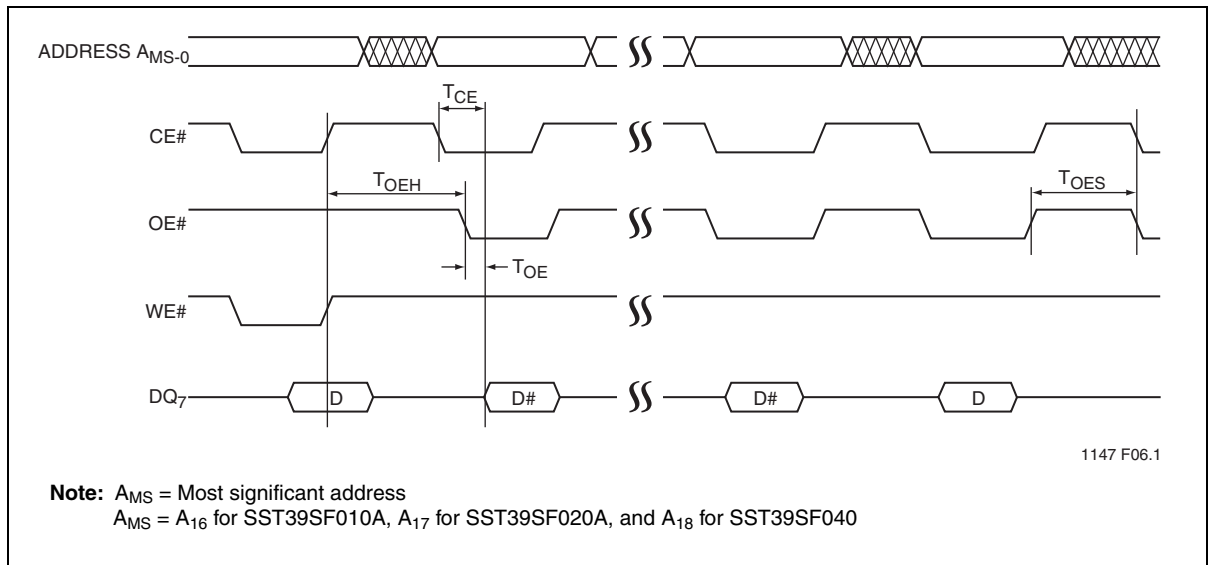 ADDRESS AMS-0
TCE
CE#
TOEH
TOES
OE#
TOE
WE#
DQ7
D
D#
D#
D
1147 F06.1
Note: AMS = Most significant address
AMS = A16 for SST39SF010A, A17 for SST39SF020A, and A18 for SST39SF040